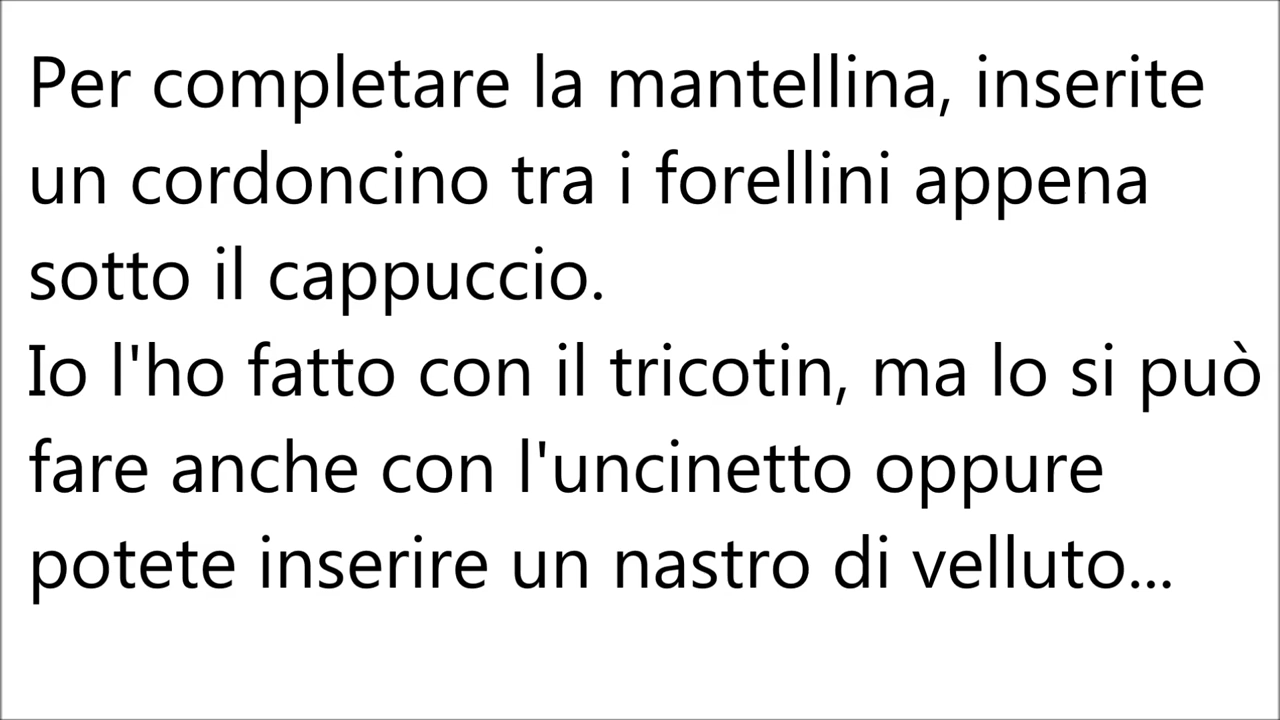 Per completare la mantellina, inserite
un cordoncino tra i forellini appena
sotto il cappuccio.
Io l'ho fatto con il tricotin, ma lo si può
fare anche con l'uncinetto oppure
potete inserire un nastro di velluto...